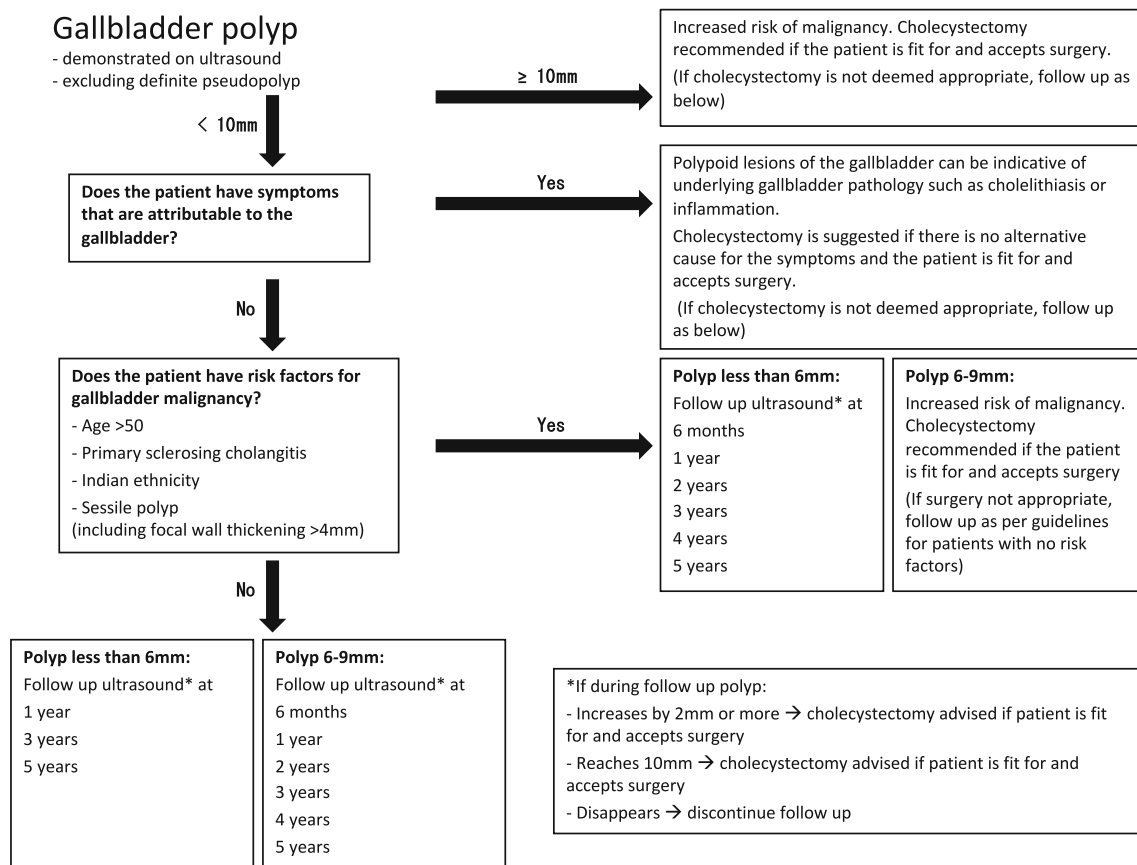 Gallbladder polyp
- demonstrated on ultrasound
- excluding definite pseudopolyp
≥ 10mm
Increased risk of malignancy. Cholecystectomy
recommended if the patient is fit for and accepts surgery.
(If cholecystectomy is not deemed appropriate, follow up as
below)
< 10mm
Does the patient have symptoms
that are attributable to the
gallbladder?
Yes
Polypoid lesions of the gallbladder can be indicative of
underlying gallbladder pathology such as cholelithiasis or
inflammation.
Cholecystectomy is suggested if there is no alternative
cause for the symptoms and the patient is fit for and
accepts surgery.
(If cholecystectomy is not deemed appropriate, follow up
as below)
No
Does the patient have risk factors for
gallbladder malignancy?
- Age >50
- Primary sclerosing cholangitis
- Indian ethnicity
- Sessile polyp
(including focal wall thickening >4mm)
Yes
Polyp less than 6mm:
Follow up ultrasound* at
6 months
1 year
2 years
3 years
4 years
5 years
Polyp 6-9mm:
Increased risk of malignancy.
Cholecystectomy
recommended if the patient
is fit for and accepts surgery
(If surgery not appropriate,
follow up as per guidelines
for patients with no risk
factors)
No
Polyp less than 6mm:
Follow up ultrasound* at
1 year
3 years
5 years
Polyp 6-9mm:
Follow up ultrasound* at
6 months
1 year
2 years
3 years
4 years
5 years
*If during follow up polyp:
- Increases by 2mm or more → cholecystectomy advised if patient is fit
for and accepts surgery
- Reaches 10mm → cholecystectomy advised if patient is fit for and
accepts surgery
- Disappears → discontinue follow up